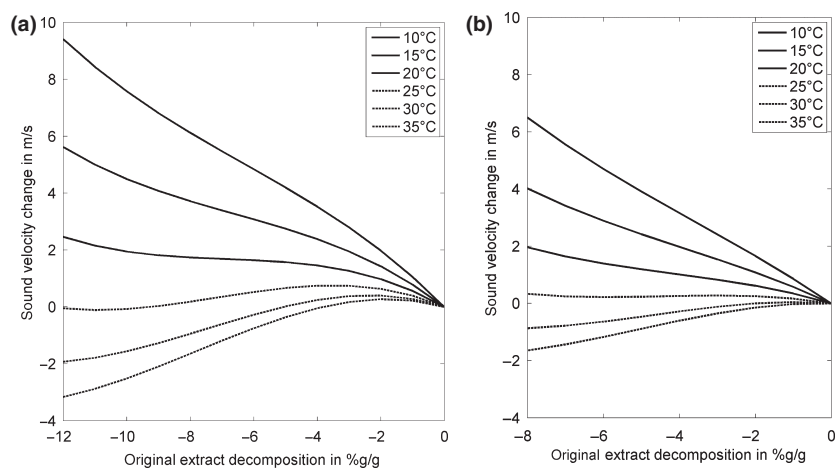 (a)
10
8
6
4
2
0
−2
−4
Sound velocity change in m/s
10°C
15°C
20°C
25°C
30°C
35°C
−12 −10 −8 −6 −4 −2 0
Original extract decomposition in %g/g
(b)
10
8
6
4
2
0
−2
−4
Sound velocity change in m/s
10°C
15°C
20°C
25°C
30°C
35°C
−8 −6 −4 −2 0
Original extract decomposition in %g/g